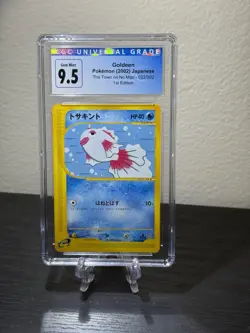 CGC UNIVERSAL GRADE
Gem Mint
9.5
Goldeen
Pokémon (2002) Japanese
The Town on No Map - 022/092
1st Edition
トサキント
HP40
はねとばす
10
e